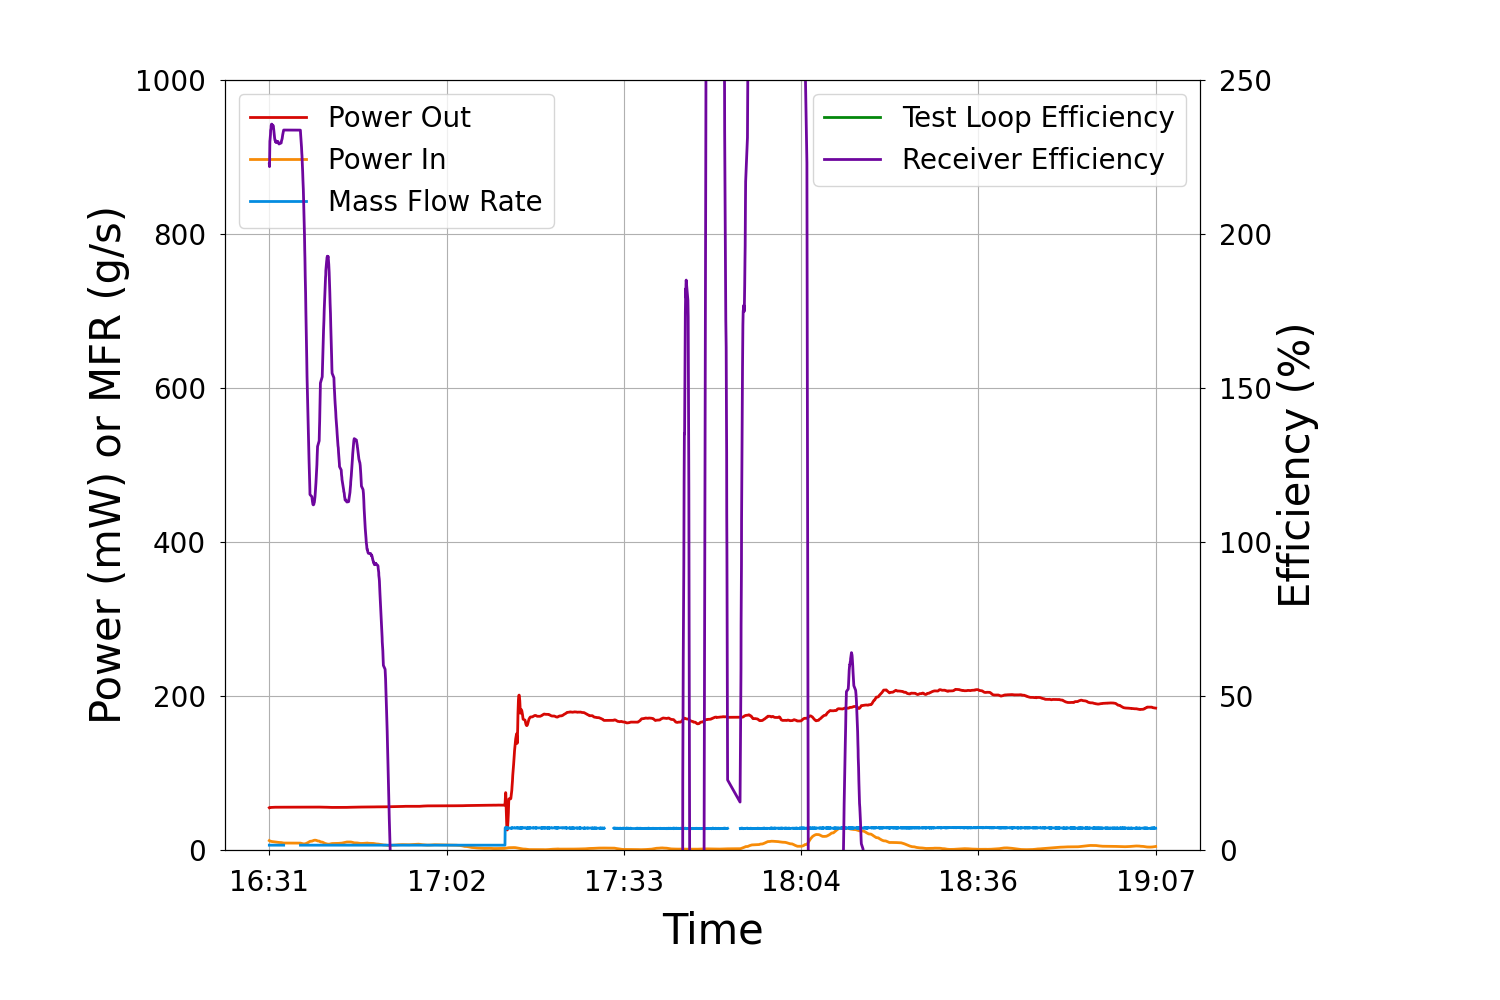 1000
800
600
400
200
0
Power (mW) or MFR (g/s)
Power Out
Power In
Mass Flow Rate
Test Loop Efficiency
Receiver Efficiency
250
200
150
100
50
0
Efficiency (%)
16:31 17:02 17:33 18:04 18:36 19:07
Time